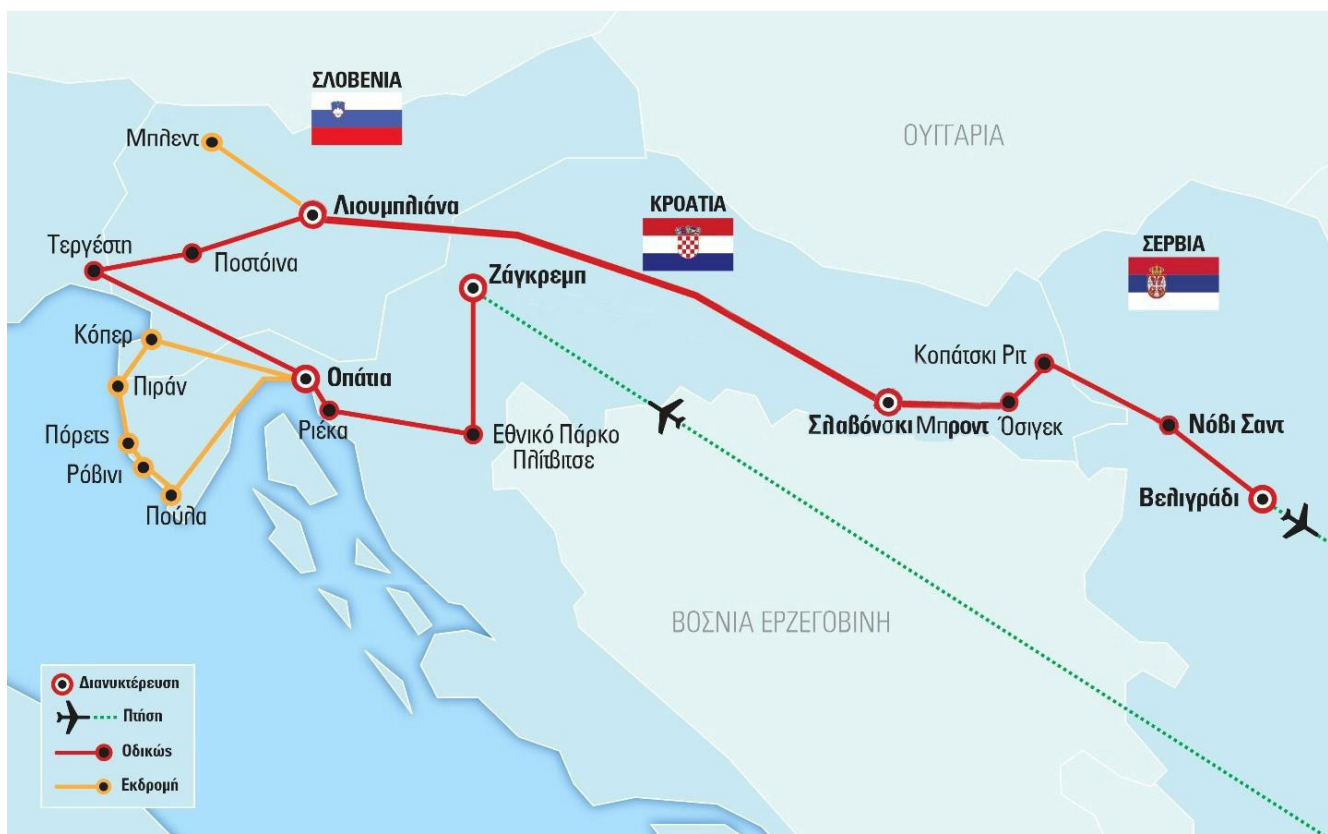 ΣΛΟΒΕΝΙΑ
Μπλεντ
ΟΥΓΓΑΡΙΑ
Λιουμπλιάνα
ΚΡΟΑΤΙΑ
Τεργέστη
Ποστόινα
ΣΕΡΒΙΑ
Ζάγκρεμπ
Κόπερ
Κοπάτσκι Ριτ
Πιράν
Οπάτια
Ριέκα
Σλαβόνσκι Μπροντ
Όσιγεκ
Νόβι Σαντ
Πόρετς
Εθνικό Πάρκο
Πλίτβιτσε
Ρόβινι
Πούλα
Βελιγράδι
ΒΟΣΝΙΑ ΕΡΖΕΓΟΒΙΝΗ
Διανυκτέρευση
Πτήση
Οδικώς
Εκδρομή